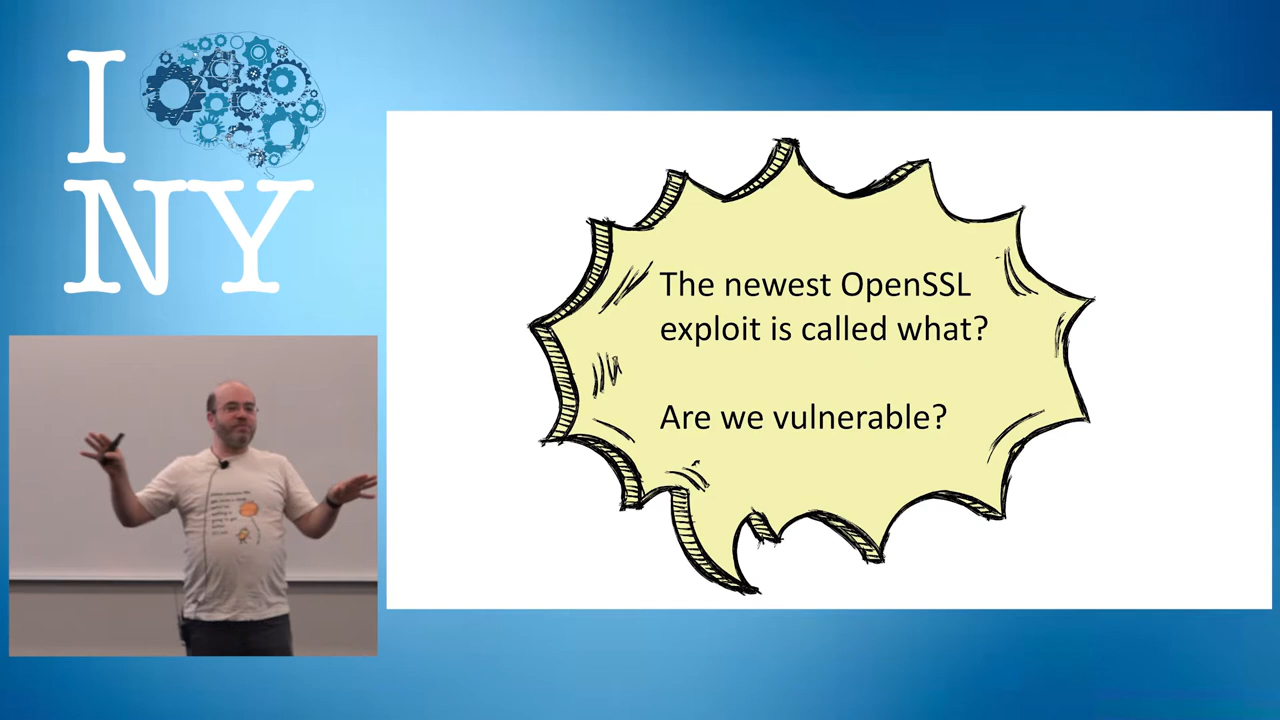 I
NY
The newest OpenSSL
exploit is called what?
Are we vulnerable?